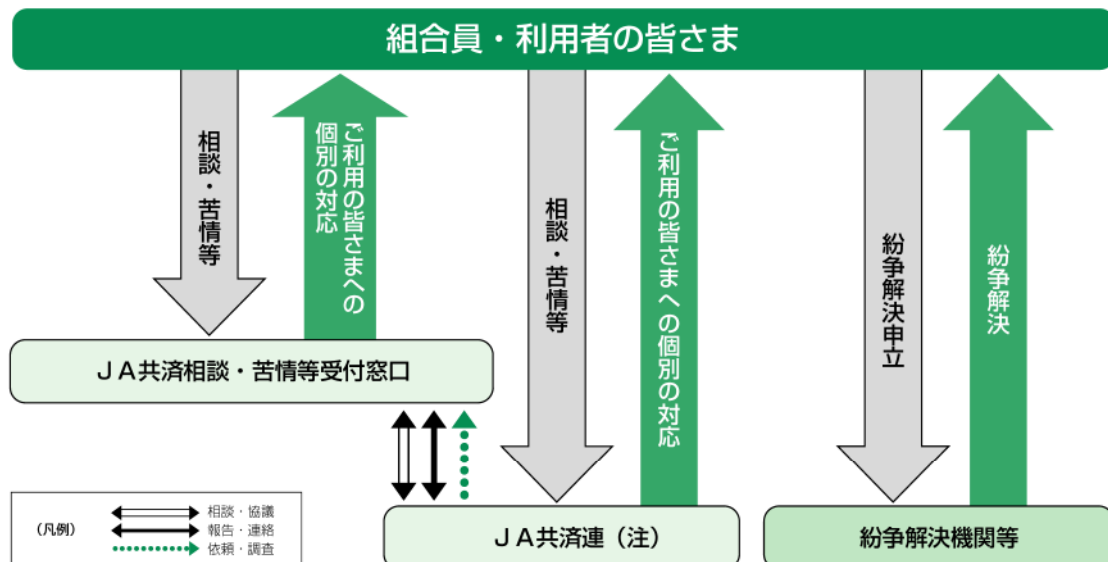 組合員・利用者の皆さま
相談・苦情等
ご利用の皆さまへの
個別の対応
相談・苦情等
ご利用の皆さまへの個別の対応
紛争解決申立
紛争解決
ＪＡ共済相談・苦情等受付窓口
（凡例）
相談・協議
報告・連絡
依頼・調査
ＪＡ共済連（注）
紛争解決機関等